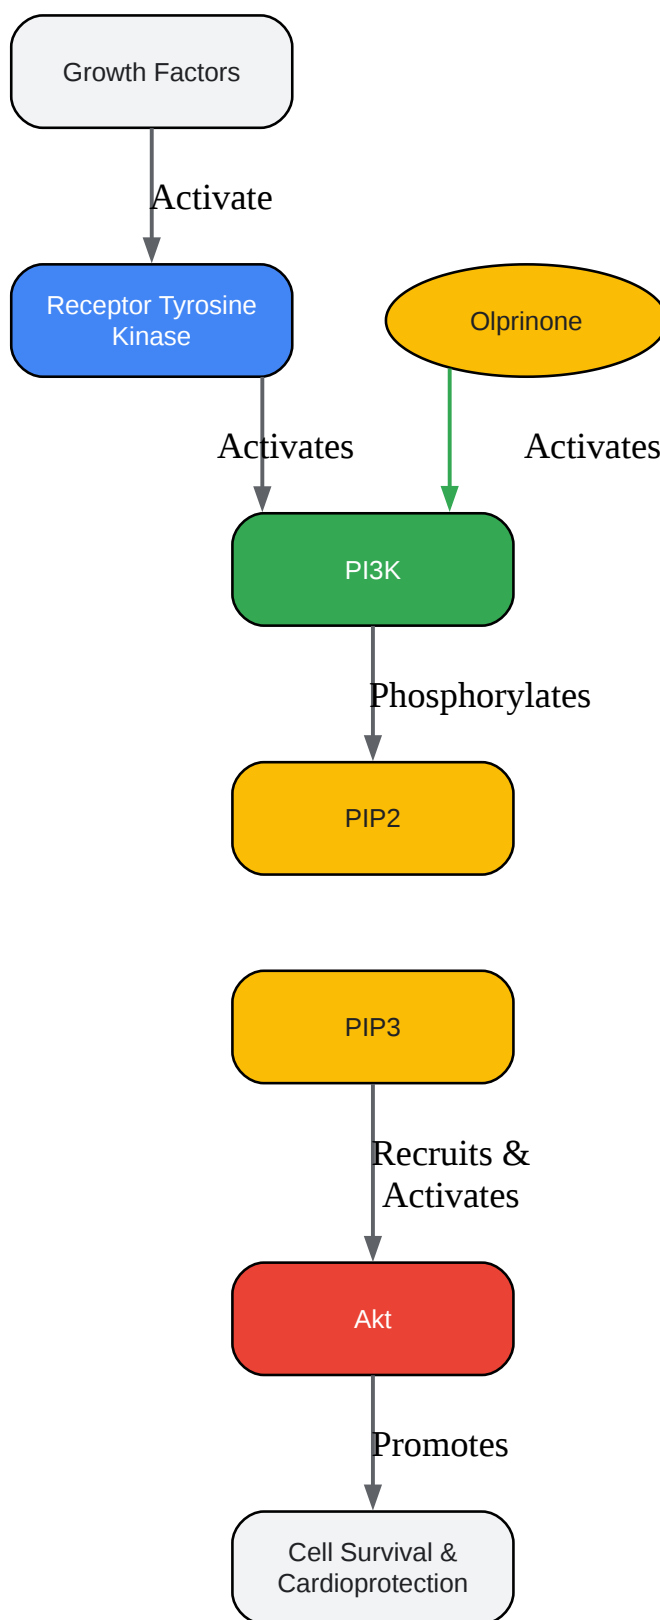 Growth Factors
Activate
Receptor Tyrosine
Kinase
Olprinone
Activates
Activates
PI3K
Phosphorylates
PIP2
PIP3
Recruits &
Activates
Akt
Promotes
Cell Survival &
Cardioprotection